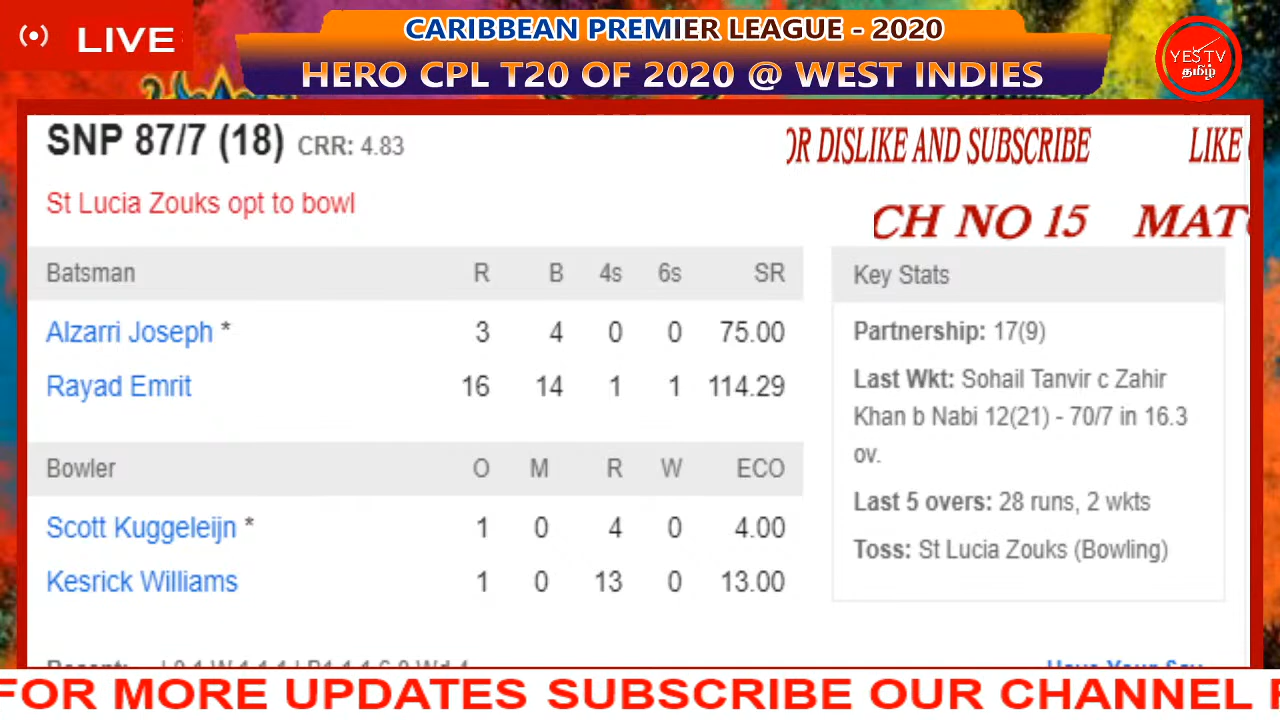 LIVE
CARIBBEAN PREMIER LEAGUE - 2020
HERO CPL T20 OF 2020 @ WEST INDIES
YES TV
தமிழ்
SNP 87/7 (18) CRR: 4.83
OR DISLIKE AND SUBSCRIBE LIKE
St Lucia Zouks opt to bowl
CH NO 15 MATC
Batsman R B 4s 6s SR
Alzarri Joseph * 3 4 0 0 75.00
Rayad Emrit 16 14 1 1 114.29
Bowler O M R W ECO
Scott Kuggeleijn * 1 0 4 0 4.00
Kesrick Williams 1 0 13 0 13.00
Key Stats
Partnership: 17(9)
Last Wkt: Sohail Tanvir c Zahir
Khan b Nabi 12(21) - 70/7 in 16.3
ov.
Last 5 overs: 28 runs, 2 wkts
Toss: St Lucia Zouks (Bowling)
FOR MORE UPDATES SUBSCRIBE OUR CHANNEL